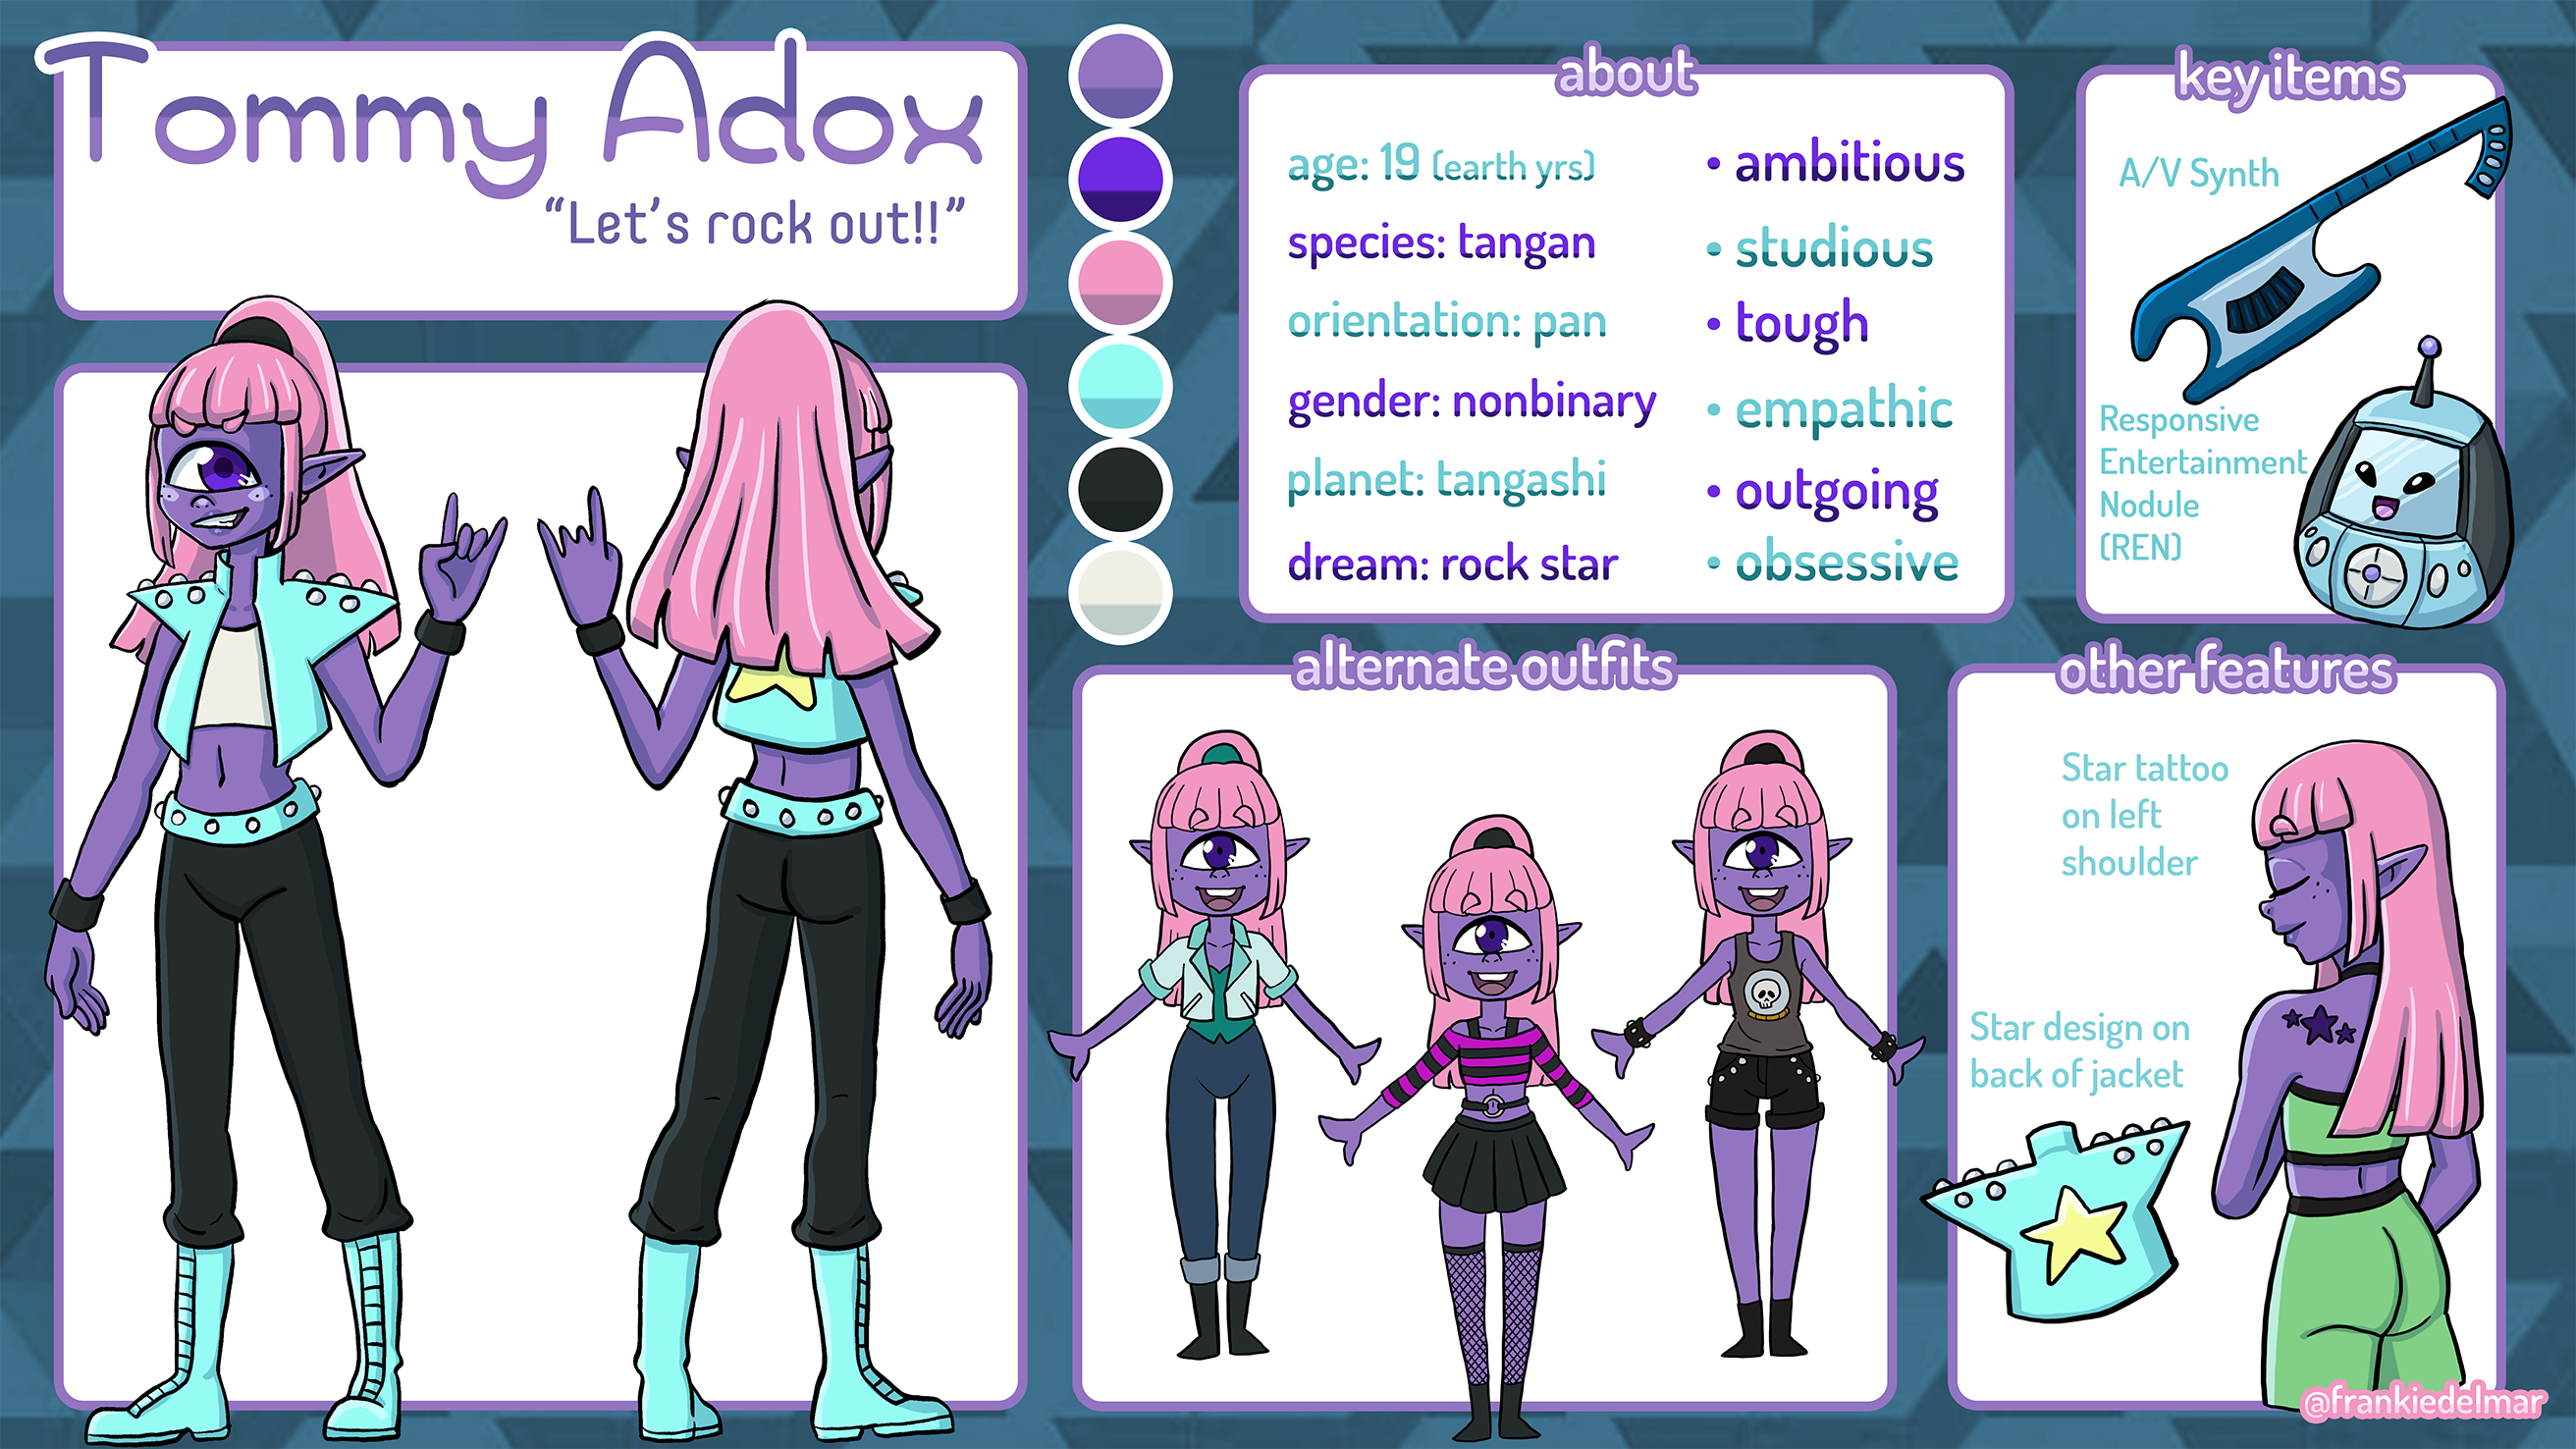 Tommy Adox
“Let’s rock out!!”
about
age: 19 (earth yrs)
species: tangan
orientation: pan
gender: nonbinary
planet: tangashi
dream: rock star
• ambitious
• studious
• tough
• empathic
• outgoing
• obsessive
key items
A/V Synth
Responsive
Entertainment
Nodule
(REN)
alternate outfits
other features
Star tattoo
on left
shoulder
Star design on
back of jacket
@frankiedelmar